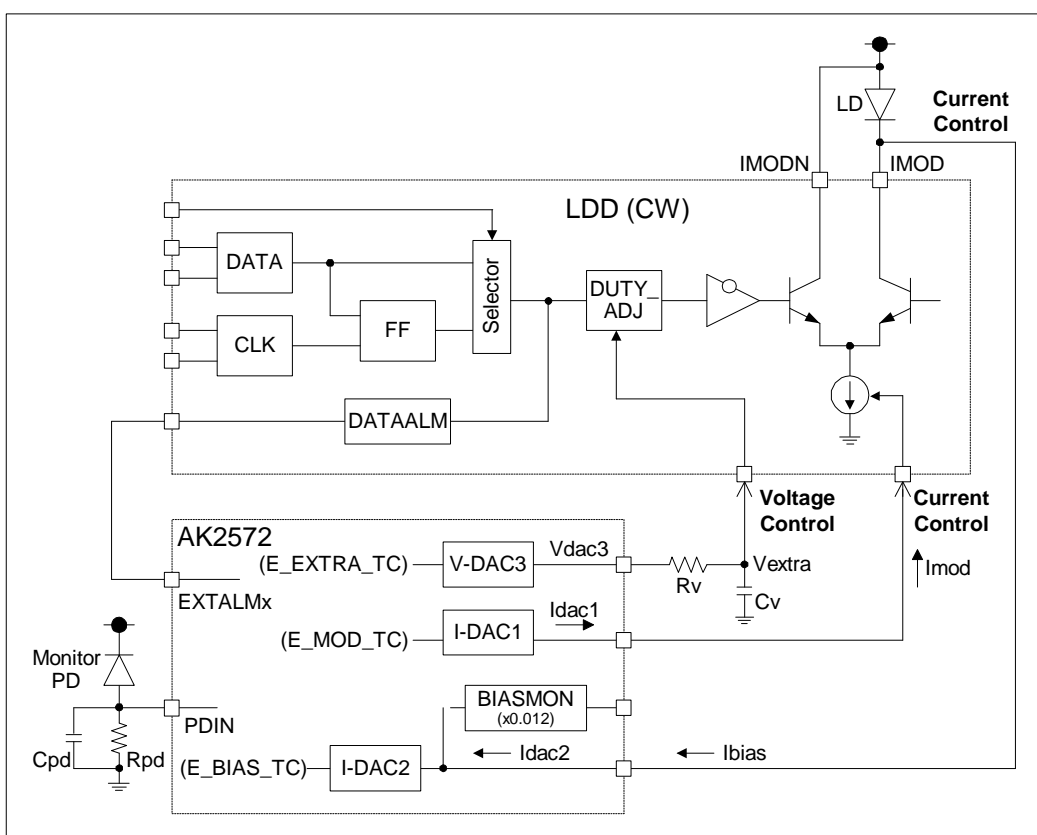 LD
Current
Control
IMODN
IMOD
LDD (CW)
DATA
CLK
FF
Selector
DUTY_
ADJ
DATAALM
Voltage
Control
Current
Control
AK2572
(E_EXTRA_TC)
V-DAC3
Vdac3
Rv
Vextra
Cv
Imod
EXTALMx
(E_MOD_TC)
I-DAC1
Idac1
Monitor
PD
PDIN
Cpd
Rpd
BIASMON
(x0.012)
(E_BIAS_TC)
I-DAC2
Idac2
Ibias